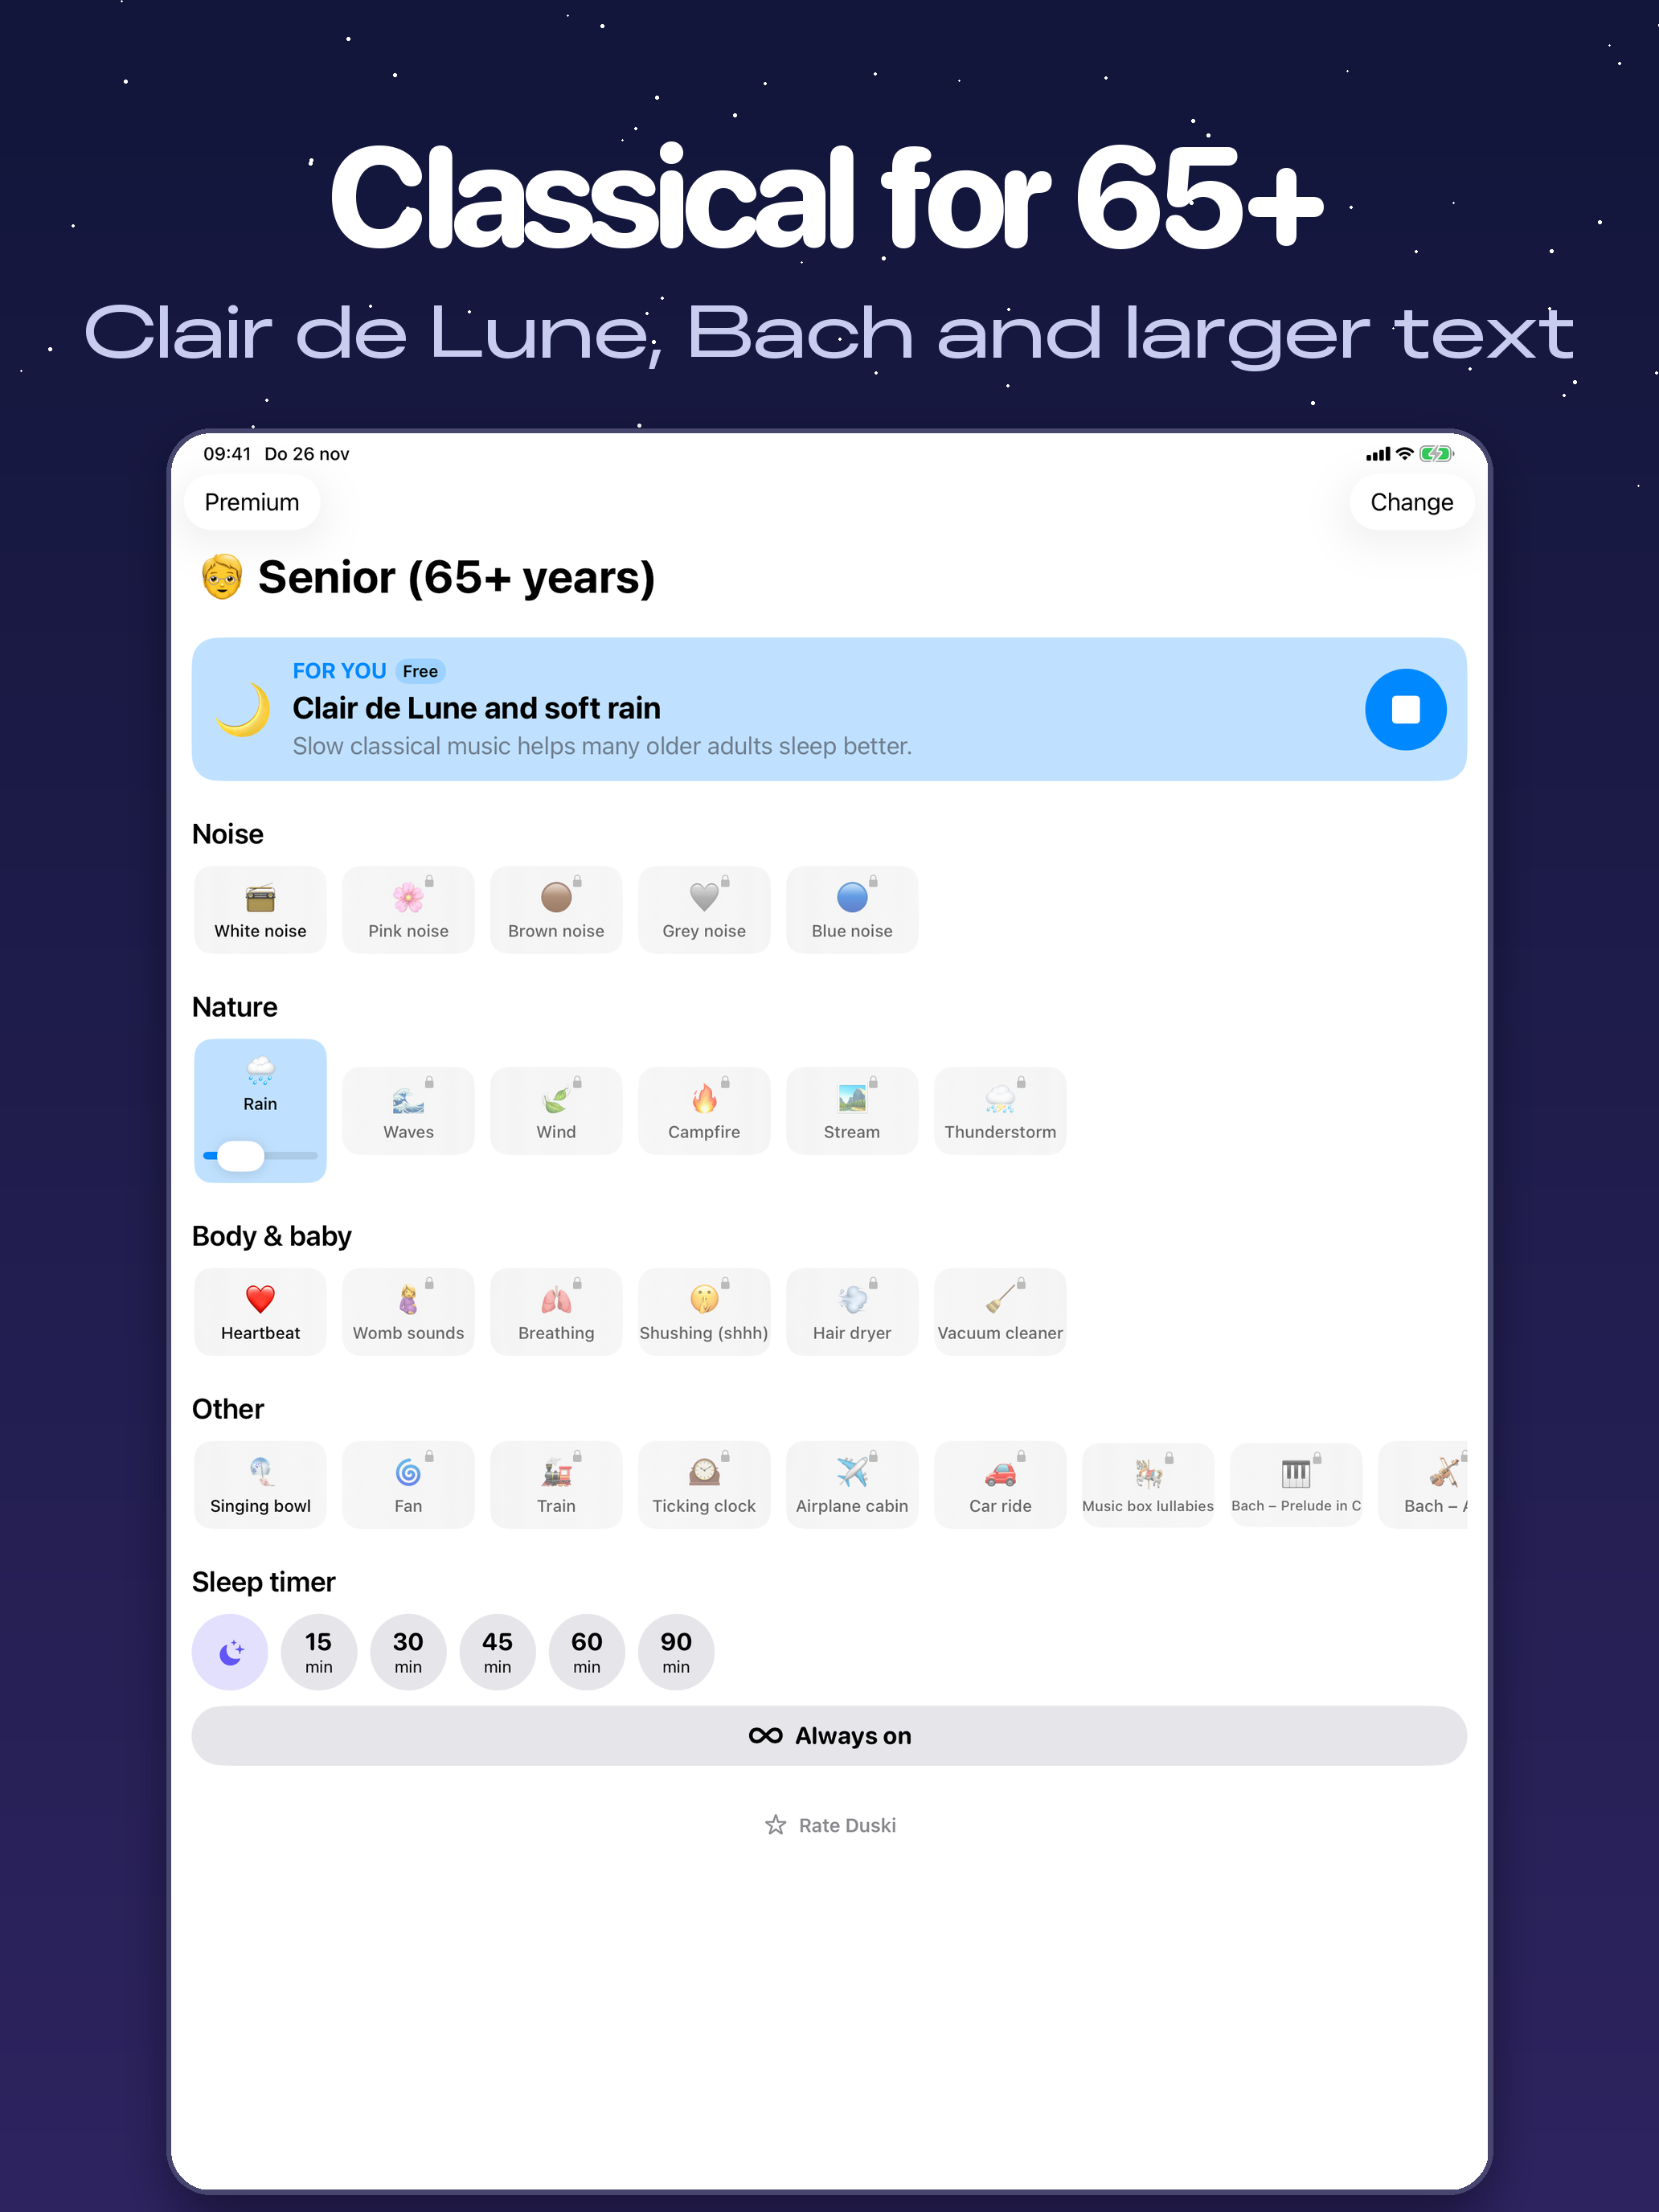 Classical for 65+
Clair de Lune, Bach and larger text
09:41 Do 26 nov
Premium
Change
Senior (65+ years)
FOR YOU Free
Clair de Lune and soft rain
Slow classical music helps many older adults sleep better.
Noise
White noise
Pink noise
Brown noise
Grey noise
Blue noise
Nature
Rain
Waves
Wind
Campfire
Stream
Thunderstorm
Body & baby
Heartbeat
Womb sounds
Breathing
Shushing (shhh)
Hair dryer
Vacuum cleaner
Other
Singing bowl
Fan
Train
Ticking clock
Airplane cabin
Car ride
Music box lullabies
Bach – Prelude in C
Bach –
Sleep timer
15 min
30 min
45 min
60 min
90 min
Always on
Rate Duski